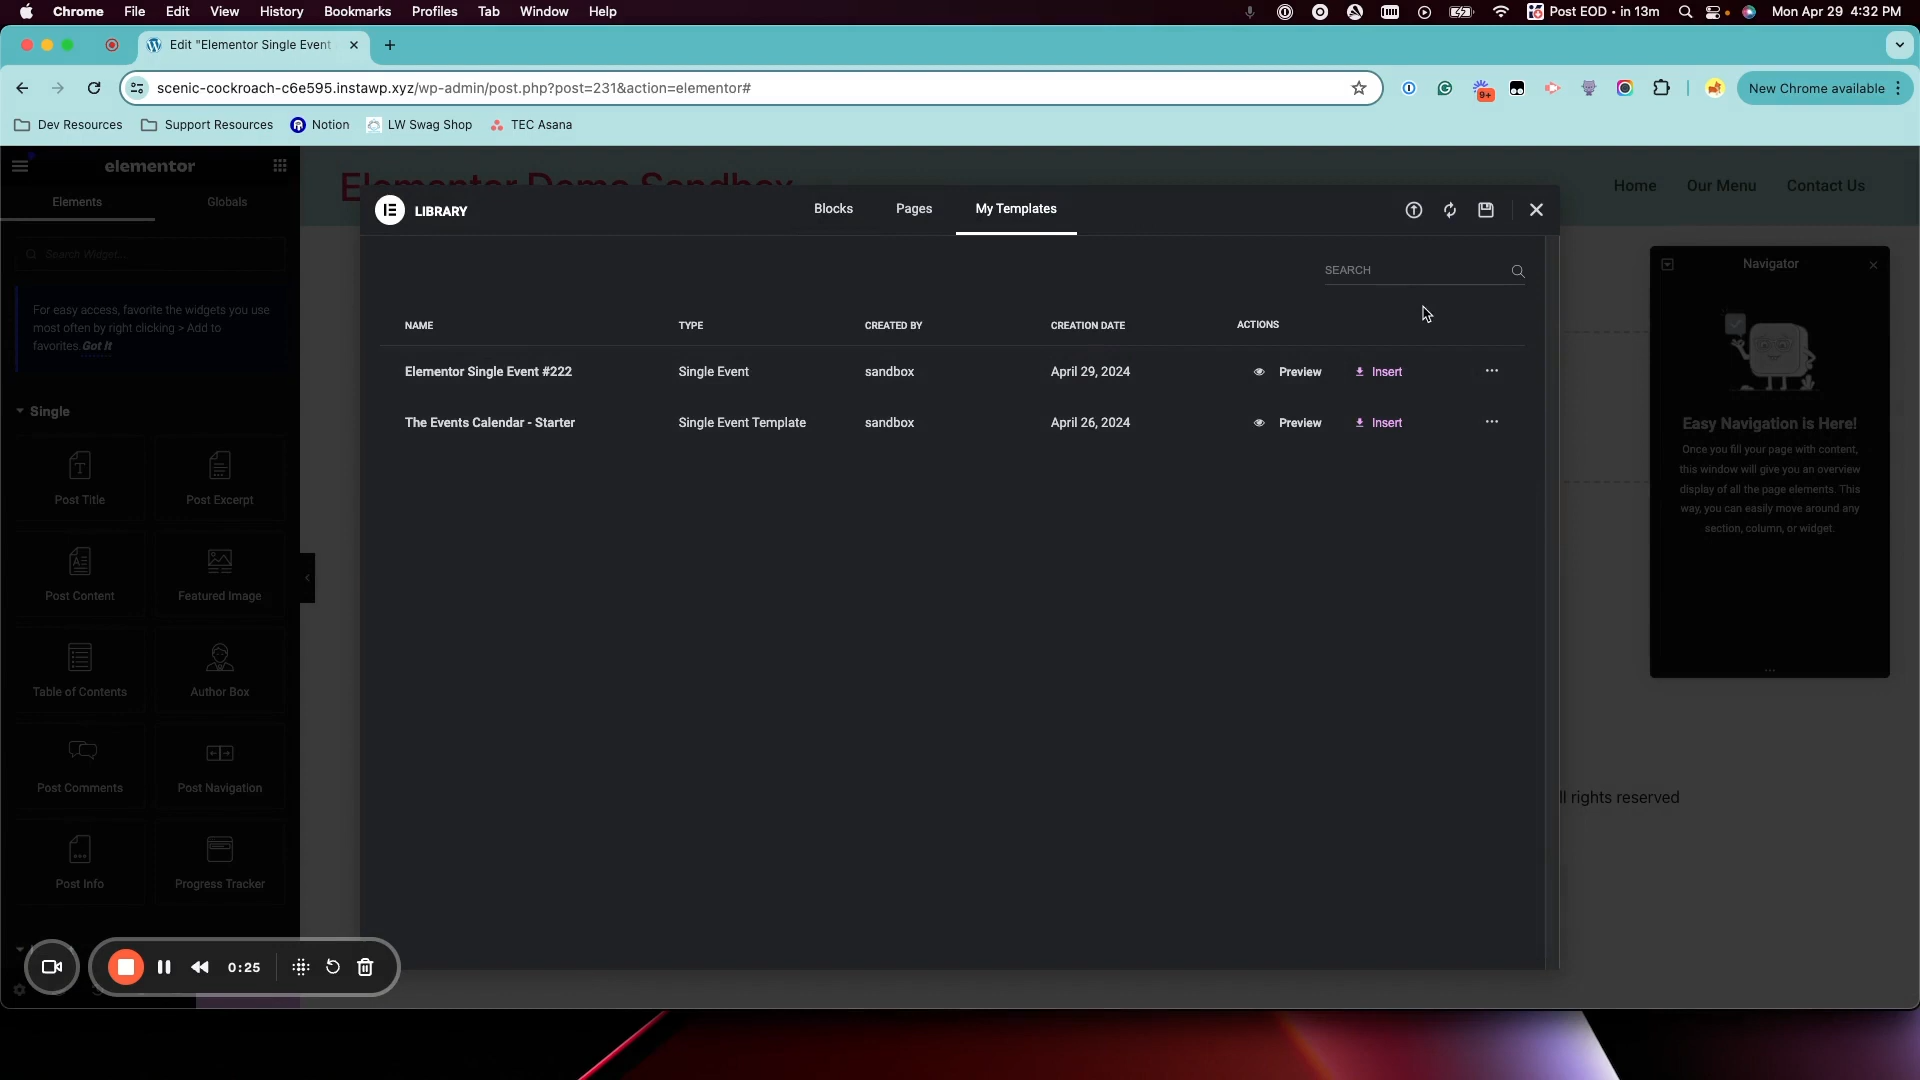 Chrome File Edit View History Bookmarks Profiles Tab Window Help
Post EOD • in 13m
Mon Apr 29 4:32 PM
Edit "Elementor Single Event
scenic-cockroach-c6e595.instawp.xyz/wp-admin/post.php?post=231&action=elementor#
9+
New Chrome available
Dev Resources Support Resources Notion LW Swag Shop TEC Asana
elementor
Elements Globals
Search Widget...
For easy access, favorite the widgets you use
most often by right clicking > Add to
favorites. Got It
Single
Post Title Post Excerpt
Post Content Featured Image
Table of Contents Author Box
Post Comments Post Navigation
Post Info Progress Tracker
0:25
Elementor Demo Sandbox
Home Our Menu Contact Us
LIBRARY
Blocks Pages My Templates
SEARCH
NAME TYPE CREATED BY CREATION DATE ACTIONS
Elementor Single Event #222 Single Event sandbox April 29, 2024 Preview Insert
The Events Calendar - Starter Single Event Template sandbox April 26, 2024 Preview Insert
Navigator
Easy Navigation is Here!
Once you fill your page with content,
this window will give you an overview
display of all the page elements. This
way, you can easily move around any
section, column, or widget.
ll rights reserved